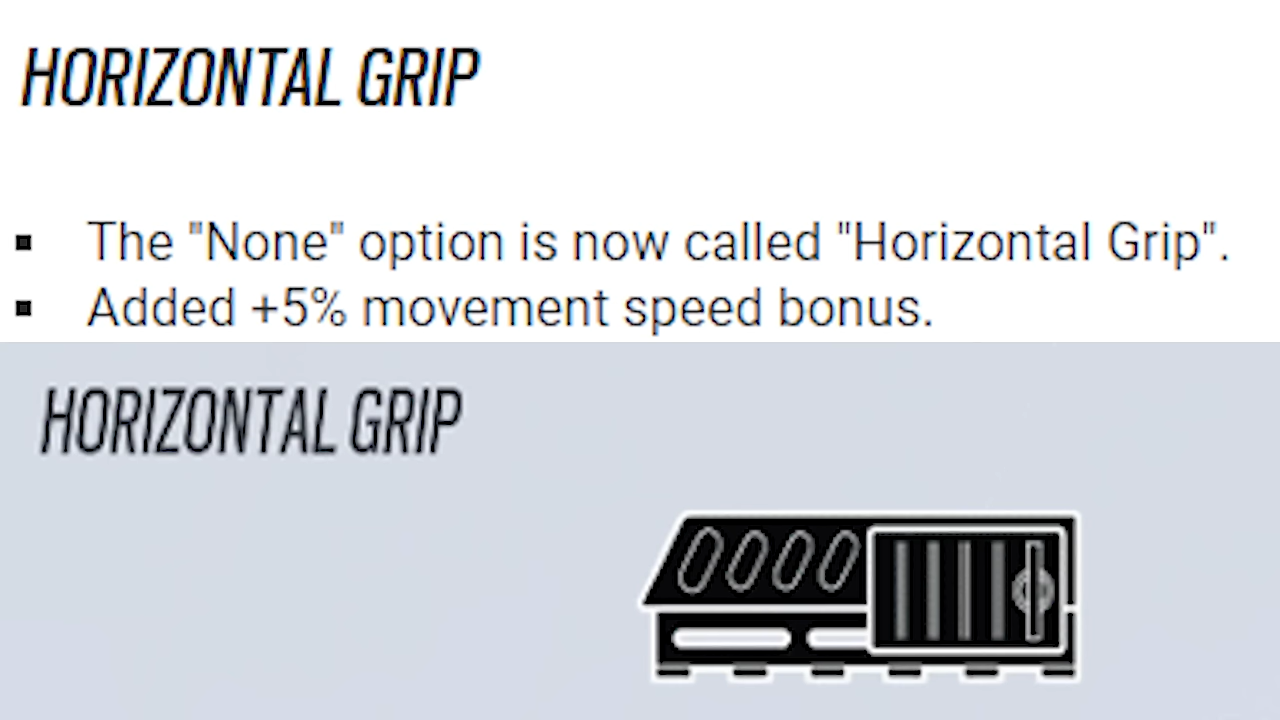 HORIZONTAL GRIP
▪ The "None" option is now called "Horizontal Grip".
▪ Added +5% movement speed bonus.
HORIZONTAL GRIP